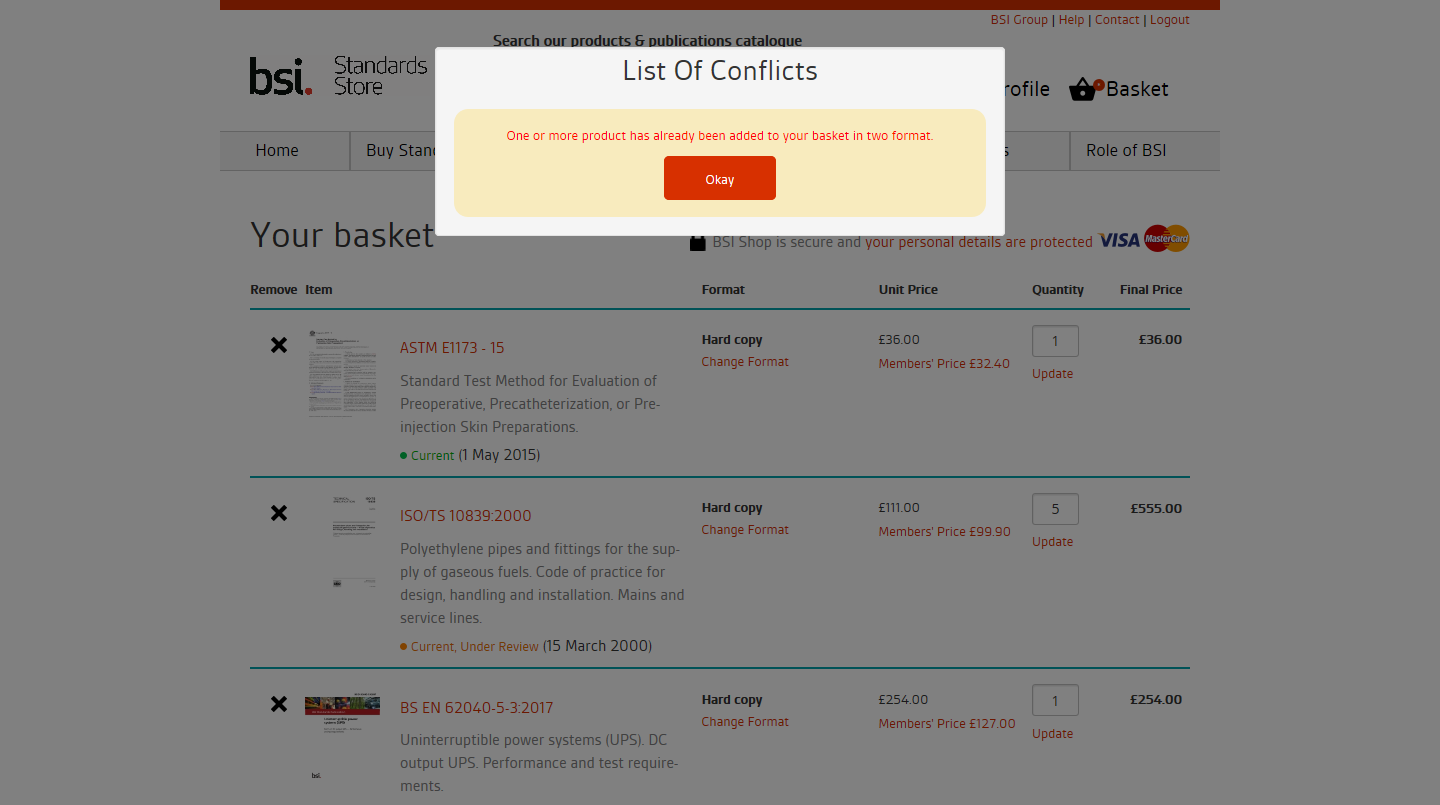 BSI Group | Help | Contact | Logout
Search our products & publications catalogue
List Of Conflicts
bsi. Standards Store
Basket
One or more product has already been added to your basket in two format.
Okay
Home
Role of BSI
Your basket
BSI Shop is secure and your personal details are protected VISA MasterCard
Remove Item Format Unit Price Quantity Final Price
ASTM E1173 - 15
Standard Test Method for Evaluation of
Preoperative, Precatheterization, or Pre-
injection Skin Preparations.
Current (1 May 2015)
Hard copy
Change Format
£36.00
Members' Price £32.40
1
Update
£36.00
ISO/TS 10839:2000
Polyethylene pipes and fittings for the sup-
ply of gaseous fuels. Code of practice for
design, handling and installation. Mains and
service lines.
Current, Under Review (15 March 2000)
Hard copy
Change Format
£111.00
Members' Price £99.90
5
Update
£555.00
bsi.
BS EN 62040-5-3:2017
Uninterruptible power systems (UPS). DC
output UPS. Performance and test require-
ments.
Hard copy
Change Format
£254.00
Members' Price £127.00
1
Update
£254.00